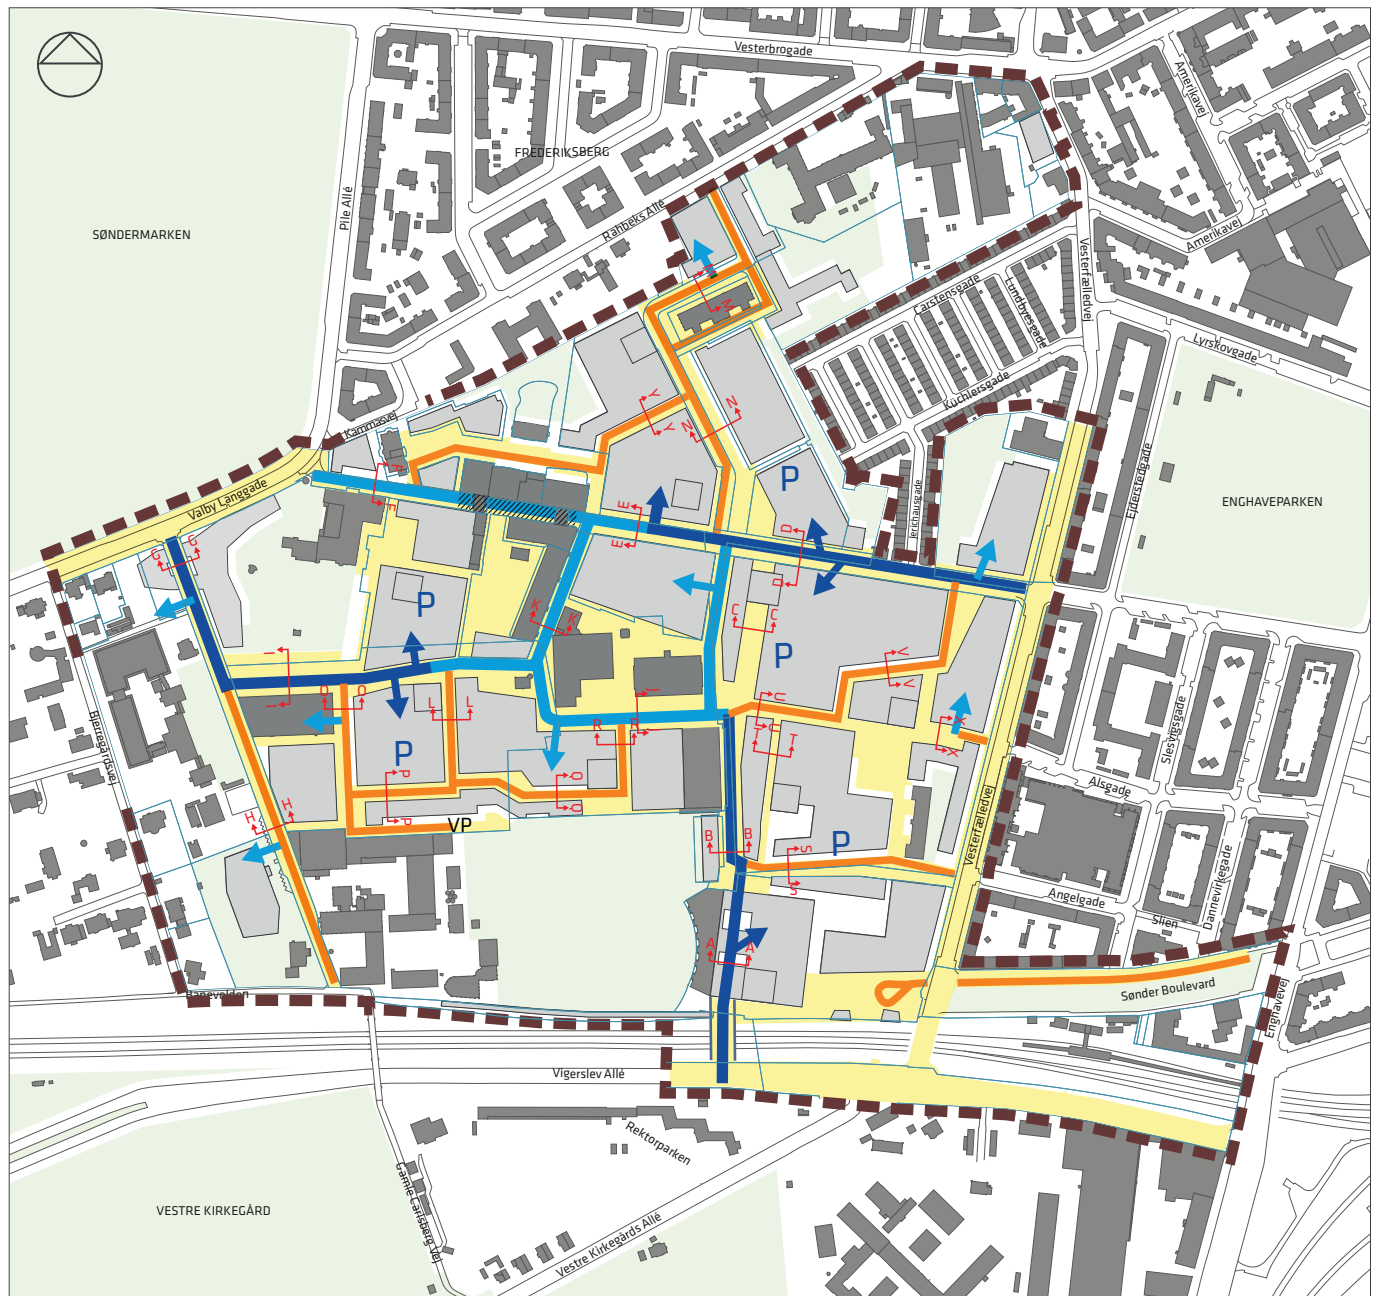 Vesterbrogade
Amerikavej
FREDERIKSBERG
Pile Allé
SØNDERMARKEN
Rahbeks Allé
Amerikavej
Vesterfælledvej
M
Carstensgade
Lundbyesgade
Lyrskovgade
Küchlersgade
Kammasvej
Y
Y
N
N
P
Ejderstedgade
ENGHAVEPARKEN
Jerichausgade
Valby Langgade
F
F
E
E
D
D
G
G
P
K
K
C
C
P
V
V
I
I
O
O
L
L
J
J
R
R
U
U
T
T
X
X
Slesvigsgade
Bjerregårdsvej
P
P
P
Q
Q
Alsgade
H
H
VP
B
B
P
S
S
Vesterfælledvej
Dannevirkegade
Angelgade
Slien
A
A
Banevolden
Sønder Boulevard
Enghavevej
Vigerslev Allé
Rektorparken
Gamle Carlsberg Vej
VESTRE KIRKEGÅRD
Vestre Kirkegårds Allé